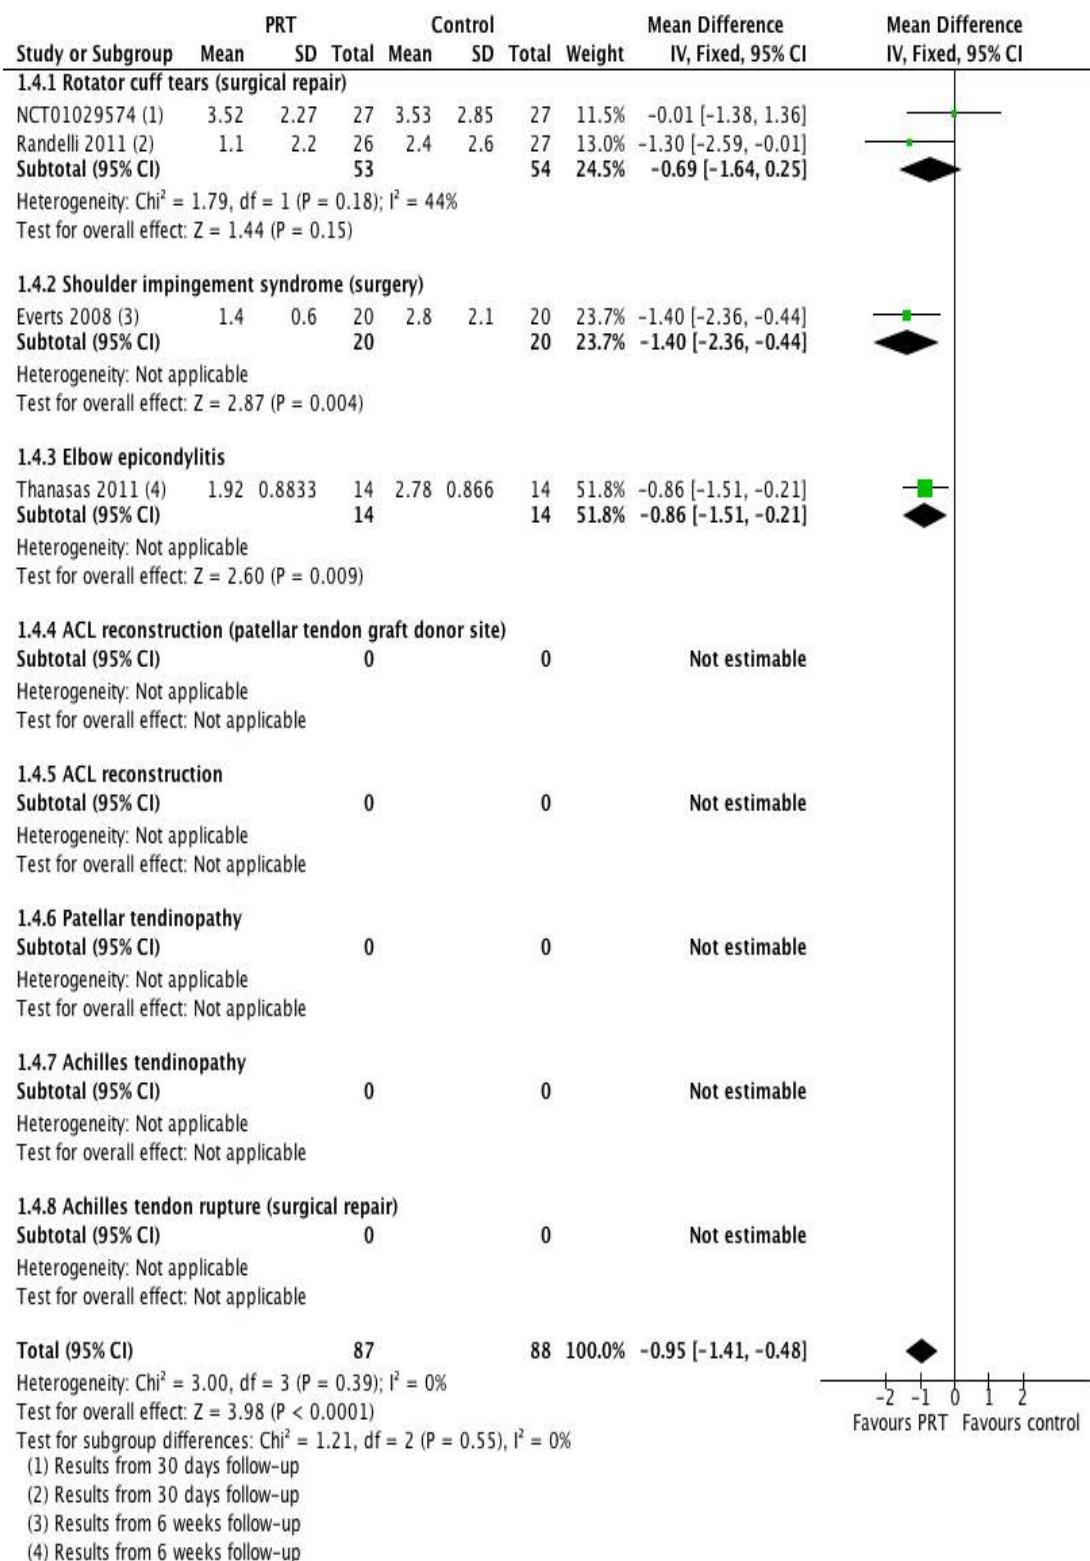 PRT Control Mean Difference Mean Difference
Study or Subgroup Mean SD Total Mean SD Total Weight IV, Fixed, 95% CI IV, Fixed, 95% CI
1.4.1 Rotator cuff tears (surgical repair)
NCT01029574 (1) 3.52 2.27 27 3.53 2.85 27 11.5% −0.01 [−1.38, 1.36]
Randelli 2011 (2) 1.1 2.2 26 2.4 2.6 27 13.0% −1.30 [−2.59, −0.01]
Subtotal (95% CI) 53 54 24.5% −0.69 [−1.64, 0.25]
Heterogeneity: Chi² = 1.79, df = 1 (P = 0.18); I² = 44%
Test for overall effect: Z = 1.44 (P = 0.15)
1.4.2 Shoulder impingement syndrome (surgery)
Everts 2008 (3) 1.4 0.6 20 2.8 2.1 20 23.7% −1.40 [−2.36, −0.44]
Subtotal (95% CI) 20 20 23.7% −1.40 [−2.36, −0.44]
Heterogeneity: Not applicable
Test for overall effect: Z = 2.87 (P = 0.004)
1.4.3 Elbow epicondylitis
Thanasas 2011 (4) 1.92 0.8833 14 2.78 0.866 14 51.8% −0.86 [−1.51, −0.21]
Subtotal (95% CI) 14 14 51.8% −0.86 [−1.51, −0.21]
Heterogeneity: Not applicable
Test for overall effect: Z = 2.60 (P = 0.009)
1.4.4 ACL reconstruction (patellar tendon graft donor site)
Subtotal (95% CI) 0 0 Not estimable
Heterogeneity: Not applicable
Test for overall effect: Not applicable
1.4.5 ACL reconstruction
Subtotal (95% CI) 0 0 Not estimable
Heterogeneity: Not applicable
Test for overall effect: Not applicable
1.4.6 Patellar tendinopathy
Subtotal (95% CI) 0 0 Not estimable
Heterogeneity: Not applicable
Test for overall effect: Not applicable
1.4.7 Achilles tendinopathy
Subtotal (95% CI) 0 0 Not estimable
Heterogeneity: Not applicable
Test for overall effect: Not applicable
1.4.8 Achilles tendon rupture (surgical repair)
Subtotal (95% CI) 0 0 Not estimable
Heterogeneity: Not applicable
Test for overall effect: Not applicable
Total (95% CI) 87 88 100.0% −0.95 [−1.41, −0.48]
Heterogeneity: Chi² = 3.00, df = 3 (P = 0.39); I² = 0%
Test for overall effect: Z = 3.98 (P < 0.0001)
Test for subgroup differences: Chi² = 1.21, df = 2 (P = 0.55), I² = 0%
−2 −1 0 1 2
Favours PRT Favours control
(1) Results from 30 days follow−up
(2) Results from 30 days follow−up
(3) Results from 6 weeks follow−up
(4) Results from 6 weeks follow−up